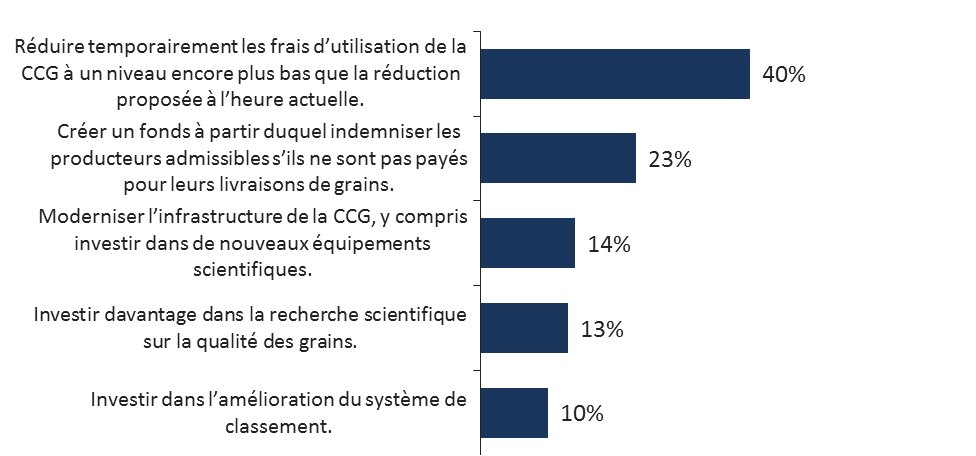 Réduire temporairement les frais d’utilisation de la
CCG à un niveau encore plus bas que la réduction
proposée à l’heure actuelle.
40%
Créer un fonds à partir duquel indemniser les
producteurs admissibles s’ils ne sont pas payés
pour leurs livraisons de grains.
23%
Moderniser l’infrastructure de la CCG, y compris
investir dans de nouveaux équipements
scientifiques.
14%
Investir davantage dans la recherche scientifique
sur la qualité des grains.
13%
Investir dans l’amélioration du système de
classement.
10%